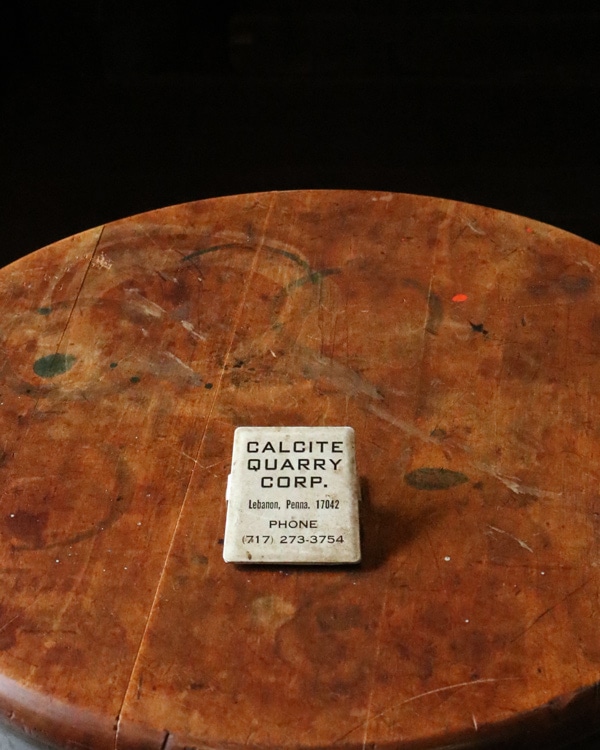 CALCITE
QUARRY
CORP.
Lebanon, Penna. 17042
PHONE
(717) 273-3754